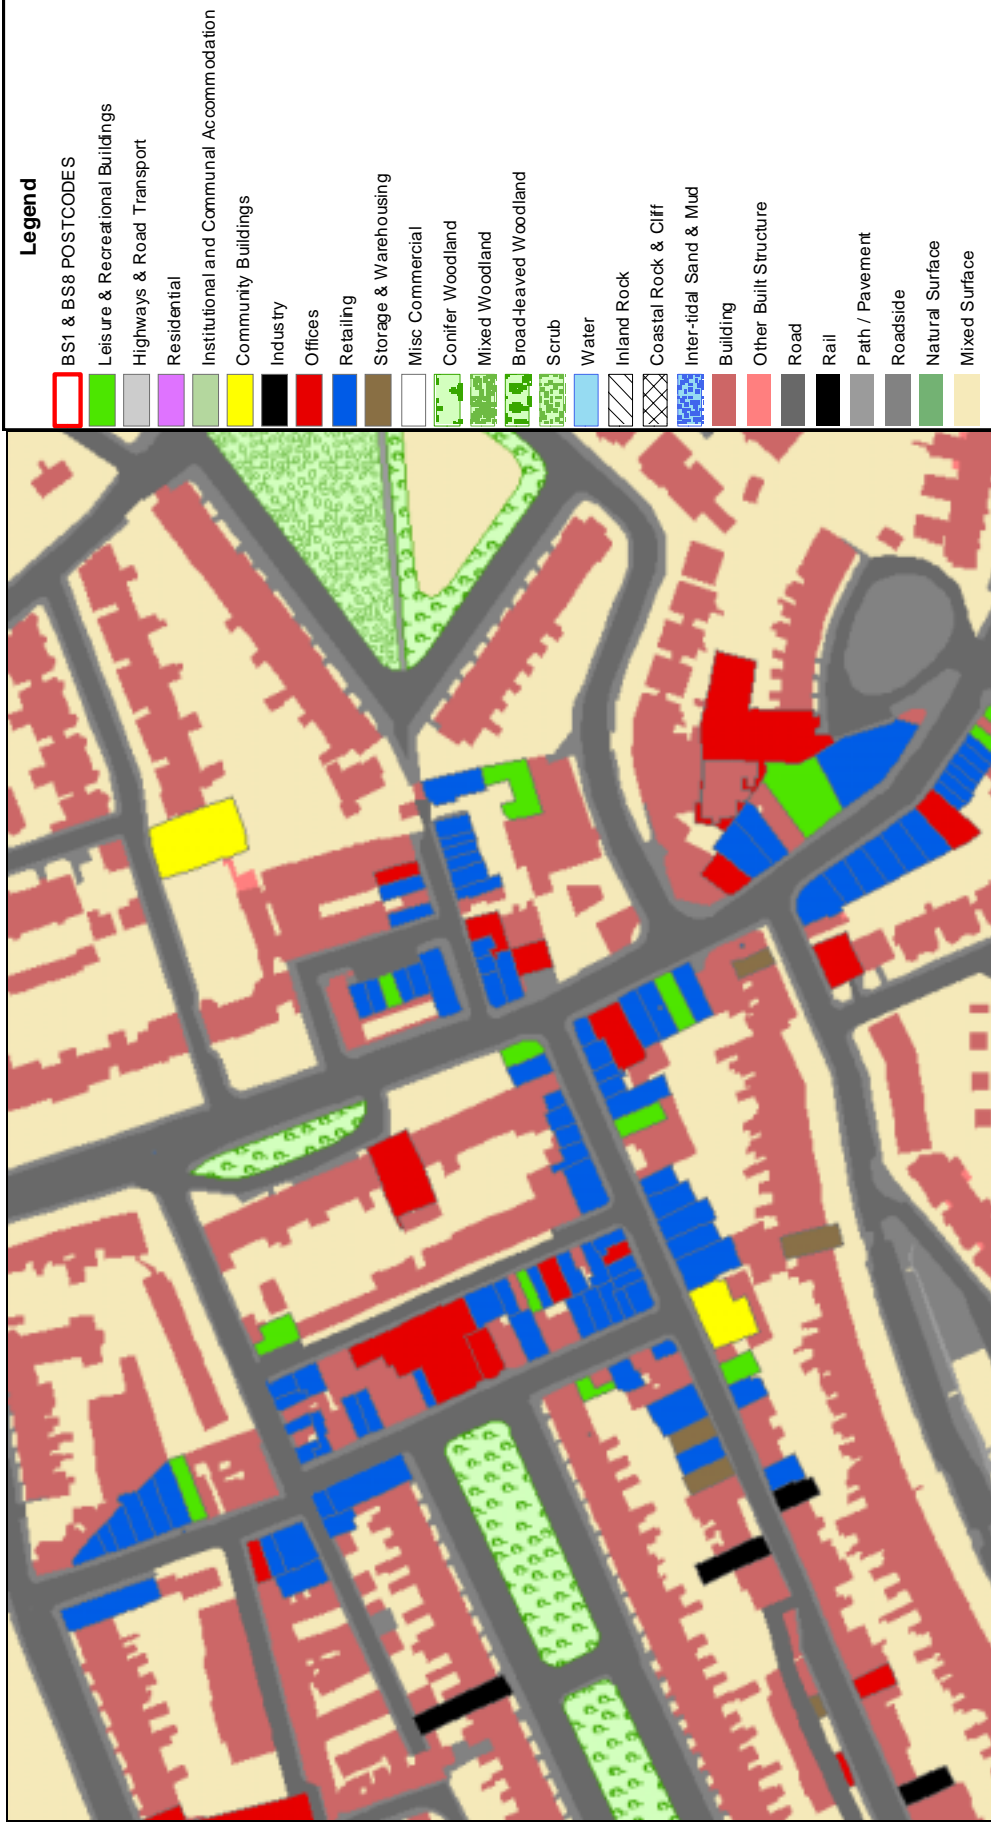 Legend
BS1 & BS8 POSTCODES
Leisure & Recreational Buildings
Highways & Road Transport
Residential
Institutional and Communal Accommodation
Community Buildings
Industry
Offices
Retailing
Storage & Warehousing
Misc Commercial
Conifer Woodland
Mixed Woodland
Broad-leaved Woodland
Scrub
Water
Inland Rock
Coastal Rock & Cliff
Inter-tidal Sand & Mud
Building
Other Built Structure
Road
Rail
Path / Pavement
Roadside
Natural Surface
Mixed Surface